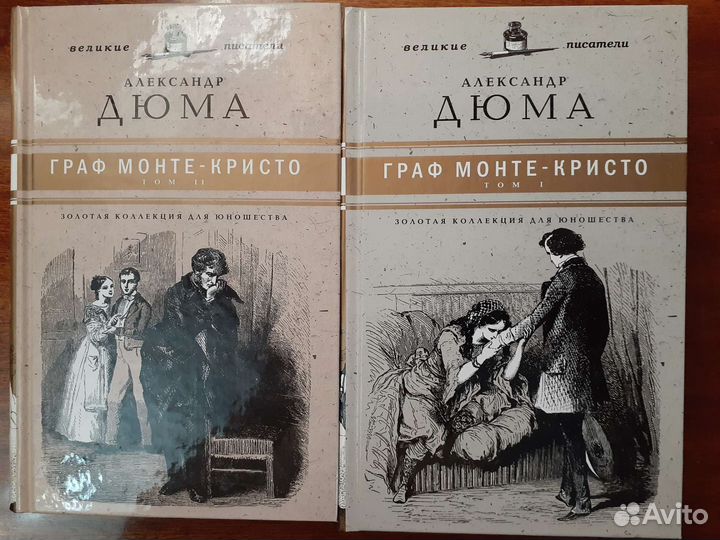 великие писатели
АЛЕКСАНДР
ДЮМА
ГРАФ МОНТЕ-КРИСТО
ТОМ II
ЗОЛОТАЯ КОЛЛЕКЦИЯ ДЛЯ ЮНОШЕСТВА
великие писатели
АЛЕКСАНДР
ДЮМА
ГРАФ МОНТЕ-КРИСТО
ТОМ I
ЗОЛОТАЯ КОЛЛЕКЦИЯ ДЛЯ ЮНОШЕСТВА
Avito